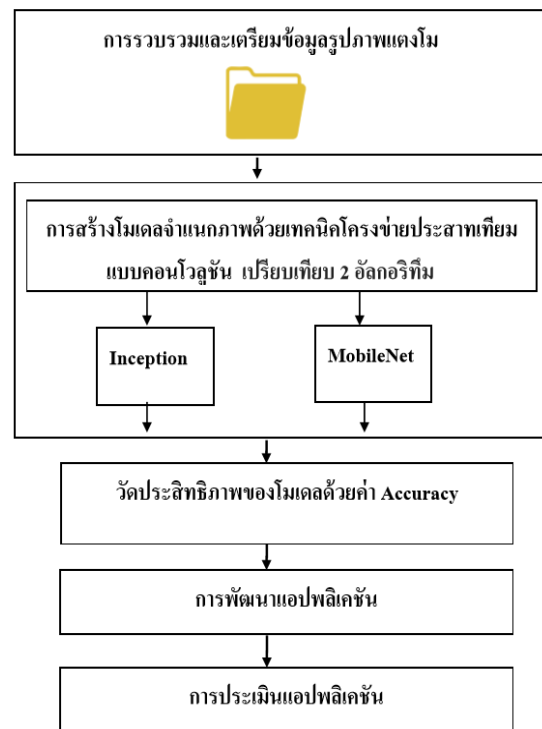 การรวบรวมและเตรียมข้อมูลรูปภาพแตงโม
การสร้างโมเดลจำแนกภาพด้วยเทคนิคโครงข่ายประสาทเทียม
แบบคอนโวลูชัน เปรียบเทียบ 2 อัลกอริทึม
Inception
MobileNet
วัดประสิทธิภาพของโมเดลด้วยค่า Accuracy
การพัฒนาแอปพลิเคชัน
การประเมินแอปพลิเคชัน